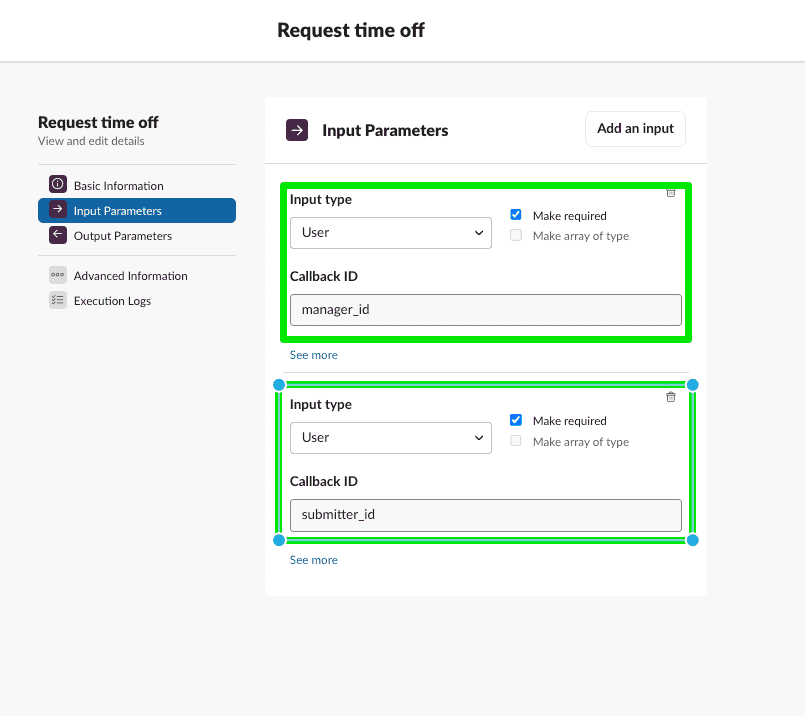 Request time off
Request time off
View and edit details
Basic Information
Input Parameters
Output Parameters
Advanced Information
Execution Logs
Input Parameters
Add an input
Input type
User
Make required
Make array of type
Callback ID
manager_id
See more
Input type
User
Make required
Make array of type
Callback ID
submitter_id
See more